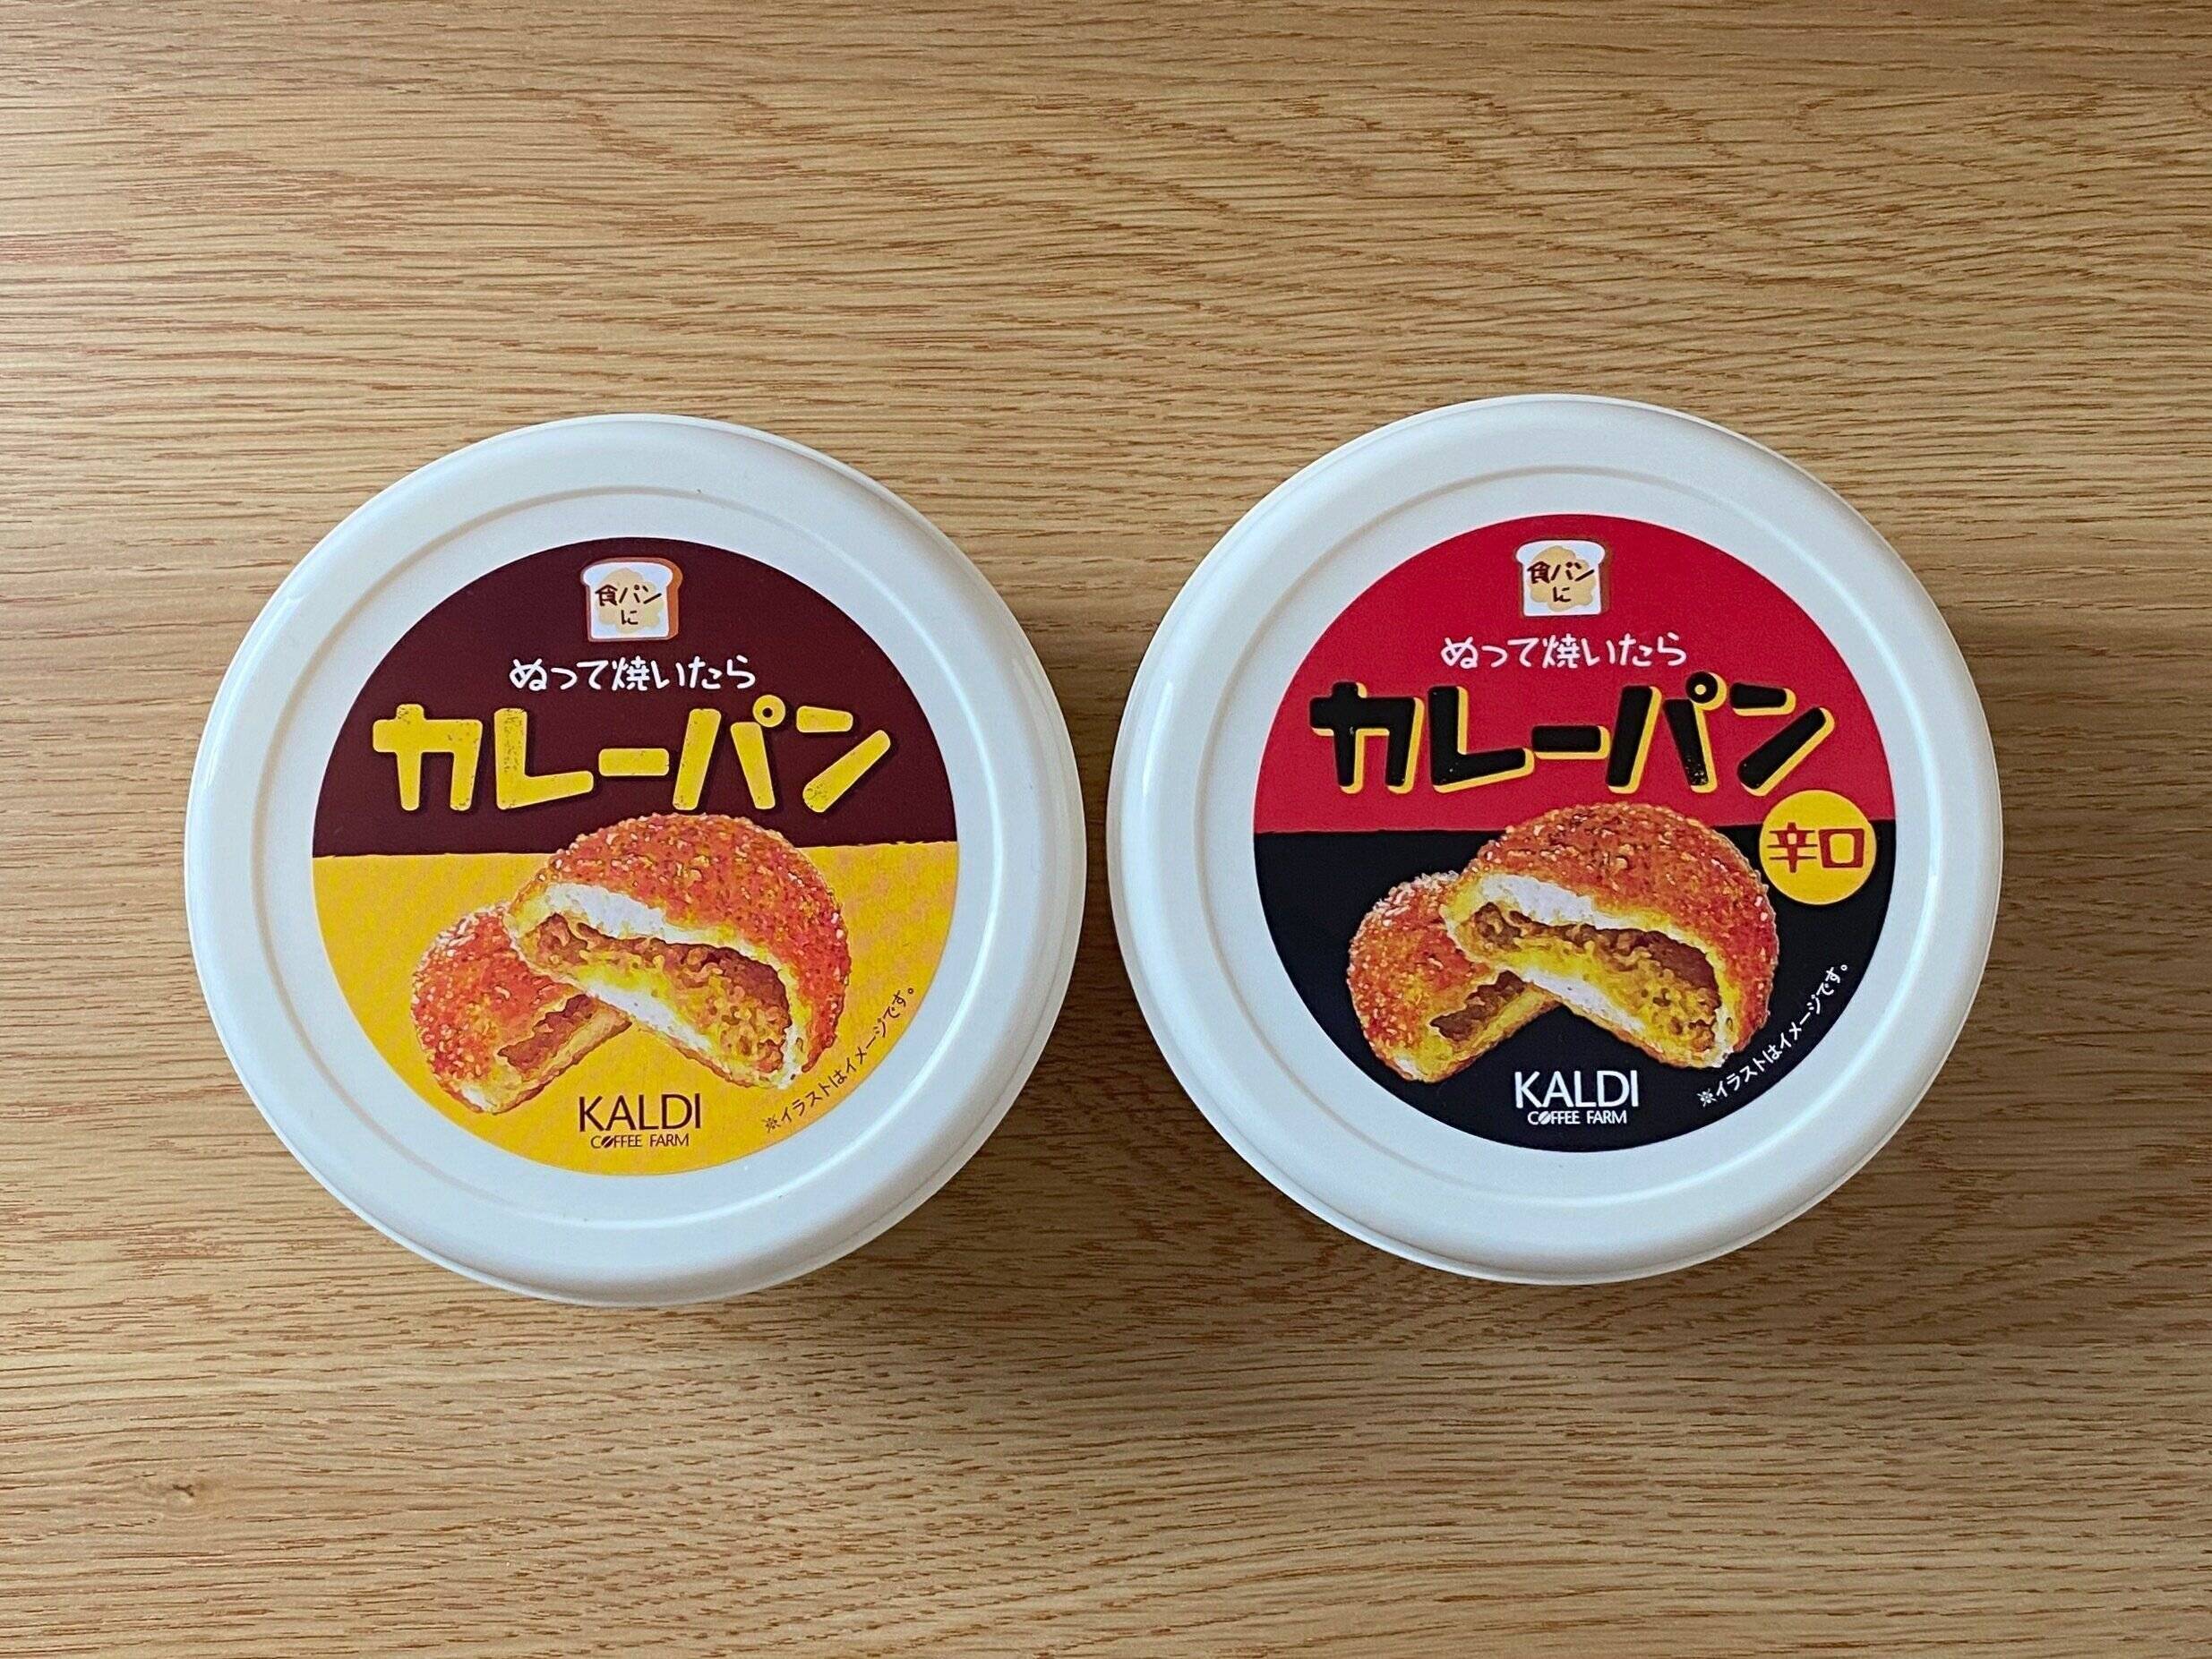 食パン
に
ぬって焼いたら
カレーパン
KALDI
COFFEE FARM
※イラストはイメージです。
食パン
に
ぬって焼いたら
カレーパン
辛口
KALDI
COFFEE FARM
※イラストはイメージです。